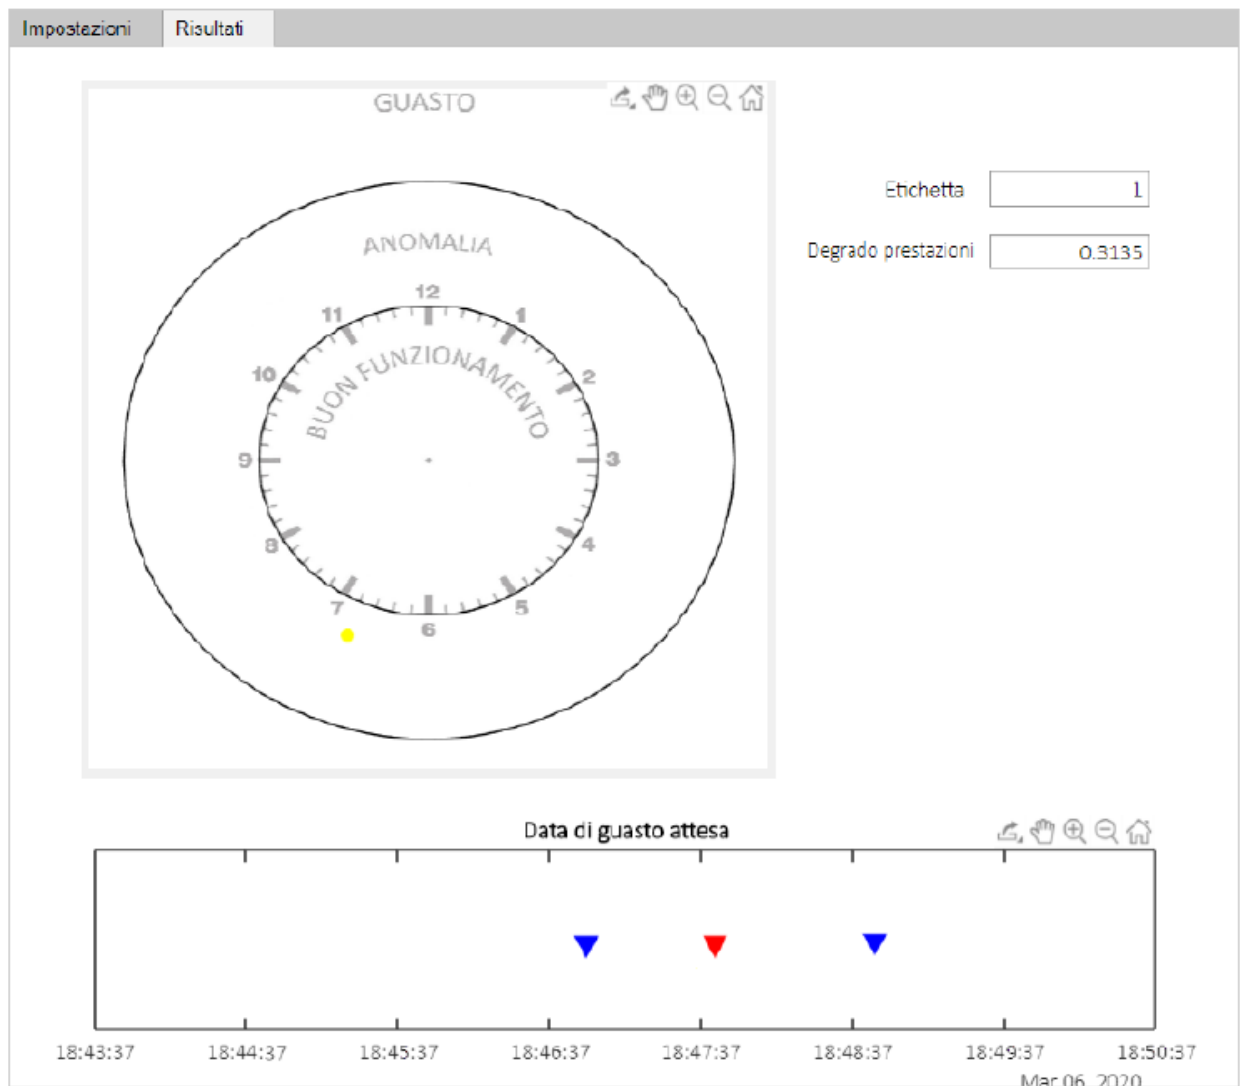 Impostazioni Risultati
GUASTO
Etichetta 1
ANOMALIA
Degrado prestazioni 0.3135
12
11 1
BUON FUNZIONAMENTO
10 2
9 3
8 4
7 5
6
Data di guasto attesa
18:43:37 18:44:37 18:45:37 18:46:37 18:47:37 18:48:37 18:49:37 18:50:37
Mar 06, 2020